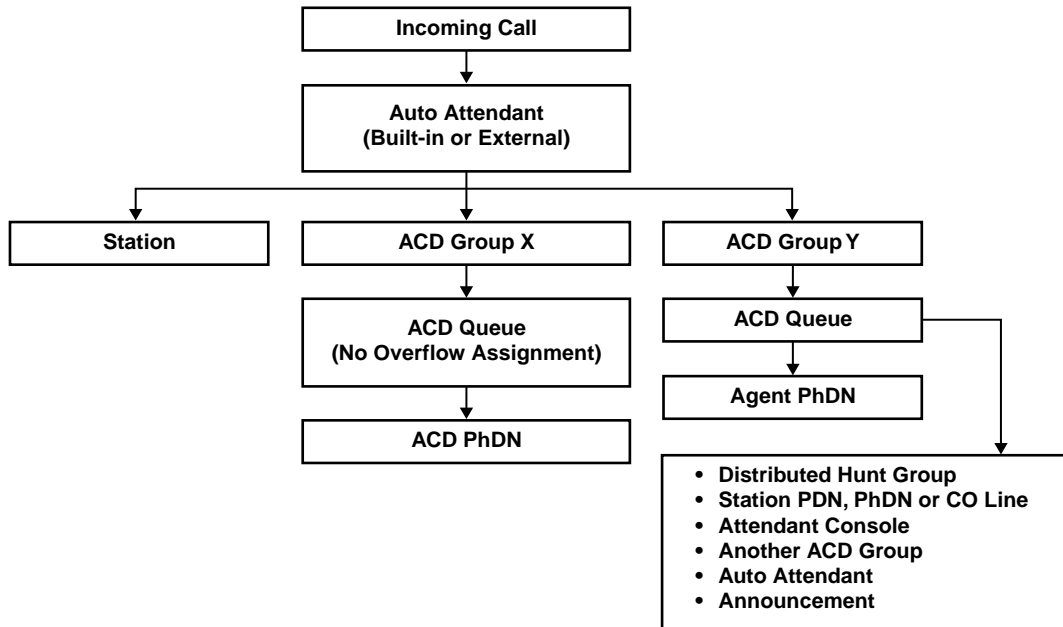 Incoming Call
Auto Attendant
(Built-in or External)
Station
ACD Group X
ACD Group Y
ACD Queue
(No Overflow Assignment)
ACD Queue
Agent PhDN
ACD PhDN
• Distributed Hunt Group
• Station PDN, PhDN or CO Line
• Attendant Console
• Another ACD Group
• Auto Attendant
• Announcement